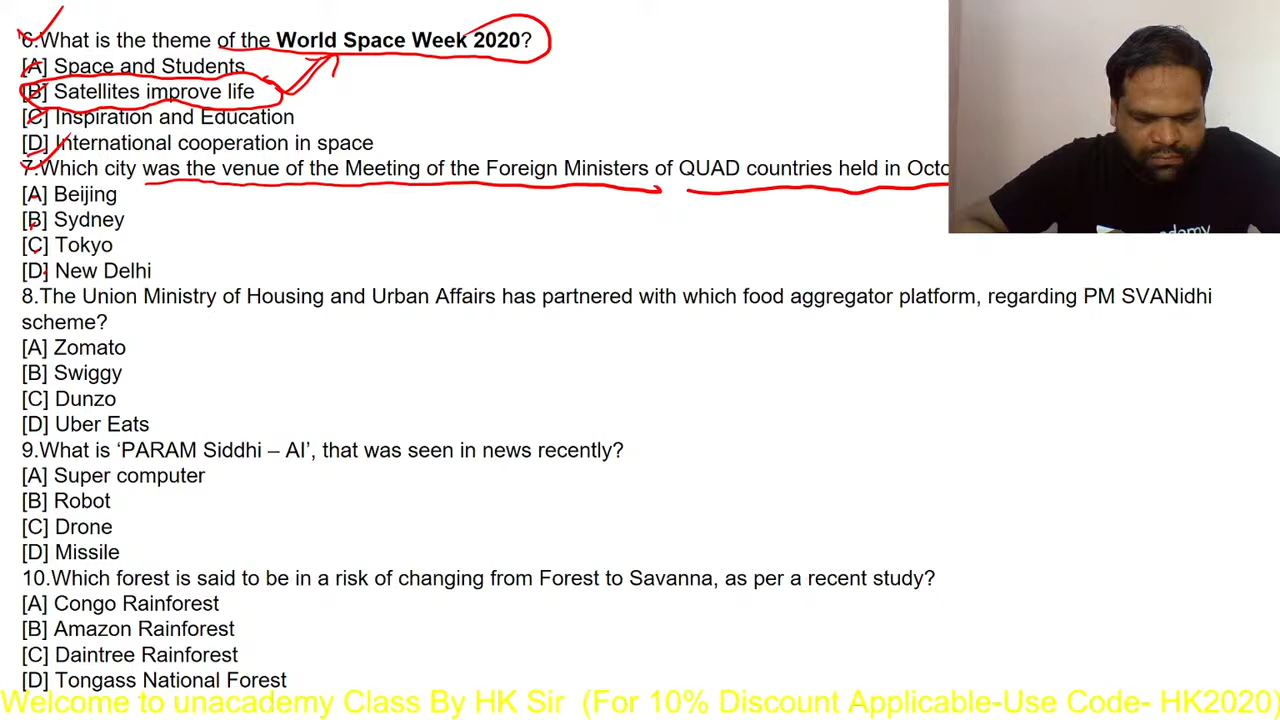 6.What is the theme of the World Space Week 2020?
[A] Space and Students
[B] Satellites improve life
[C] Inspiration and Education
[D] International cooperation in space
7.Which city was the venue of the Meeting of the Foreign Ministers of QUAD countries held in Octo
[A] Beijing
[B] Sydney
[C] Tokyo
[D] New Delhi
8.The Union Ministry of Housing and Urban Affairs has partnered with which food aggregator platform, regarding PM SVANidhi
scheme?
[A] Zomato
[B] Swiggy
[C] Dunzo
[D] Uber Eats
9.What is ‘PARAM Siddhi – AI’, that was seen in news recently?
[A] Super computer
[B] Robot
[C] Drone
[D] Missile
10.Which forest is said to be in a risk of changing from Forest to Savanna, as per a recent study?
[A] Congo Rainforest
[B] Amazon Rainforest
[C] Daintree Rainforest
[D] Tongass National Forest
Welcome to unacademy Class By HK Sir (For 10% Discount Applicable-Use Code- HK2020)